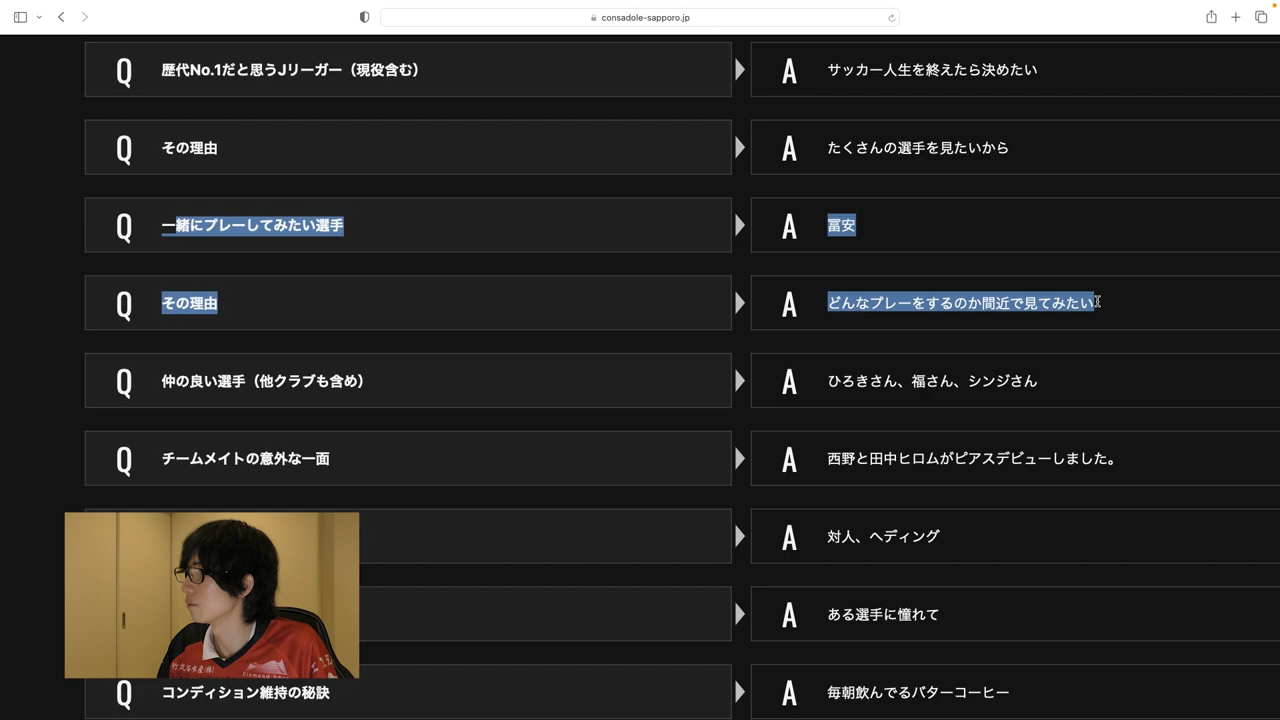 consadole-sapporo.jp
Q 歴代No.1だと思うJリーガー（現役含む） A サッカー人生を終えたら決めたい
Q その理由 A たくさんの選手を見たいから
Q 一緒にプレーしてみたい選手 A 冨安
Q その理由 A どんなプレーをするのか間近で見てみたい
Q 仲の良い選手（他クラブも含め） A ひろきさん、福さん、シンジさん
Q チームメイトの意外な一面 A 西野と田中ヒロムがピアスデビューしました。
A 対人、ヘディング
A ある選手に憧れて
Q コンディション維持の秘訣 A 毎朝飲んでるバターコーヒー